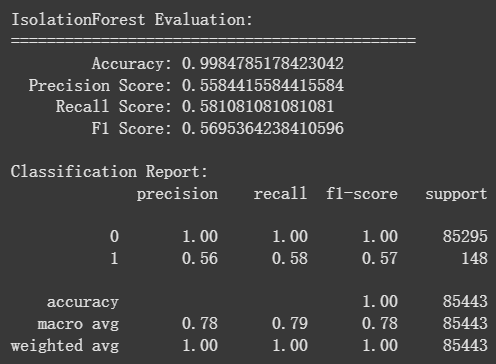 IsolationForest Evaluation:
=============================================
Accuracy: 0.9984785178423042
Precision Score: 0.5584415584415584
Recall Score: 0.581081081081081
F1 Score: 0.5695364238410596
Classification Report:
precision recall f1-score support
0 1.00 1.00 1.00 85295
1 0.56 0.58 0.57 148
accuracy 1.00 85443
macro avg 0.78 0.79 0.78 85443
weighted avg 1.00 1.00 1.00 85443